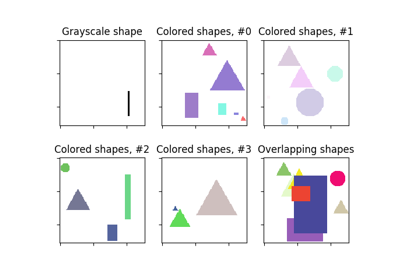 Grayscale shape
Colored shapes, #0
Colored shapes, #1
Colored shapes, #2
Colored shapes, #3
Overlapping shapes